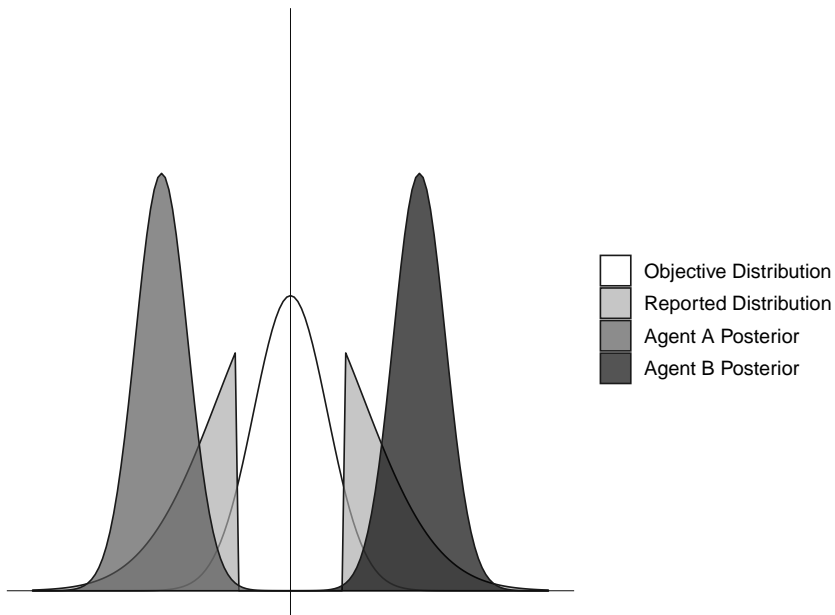 Objective Distribution
Reported Distribution
Agent A Posterior
Agent B Posterior